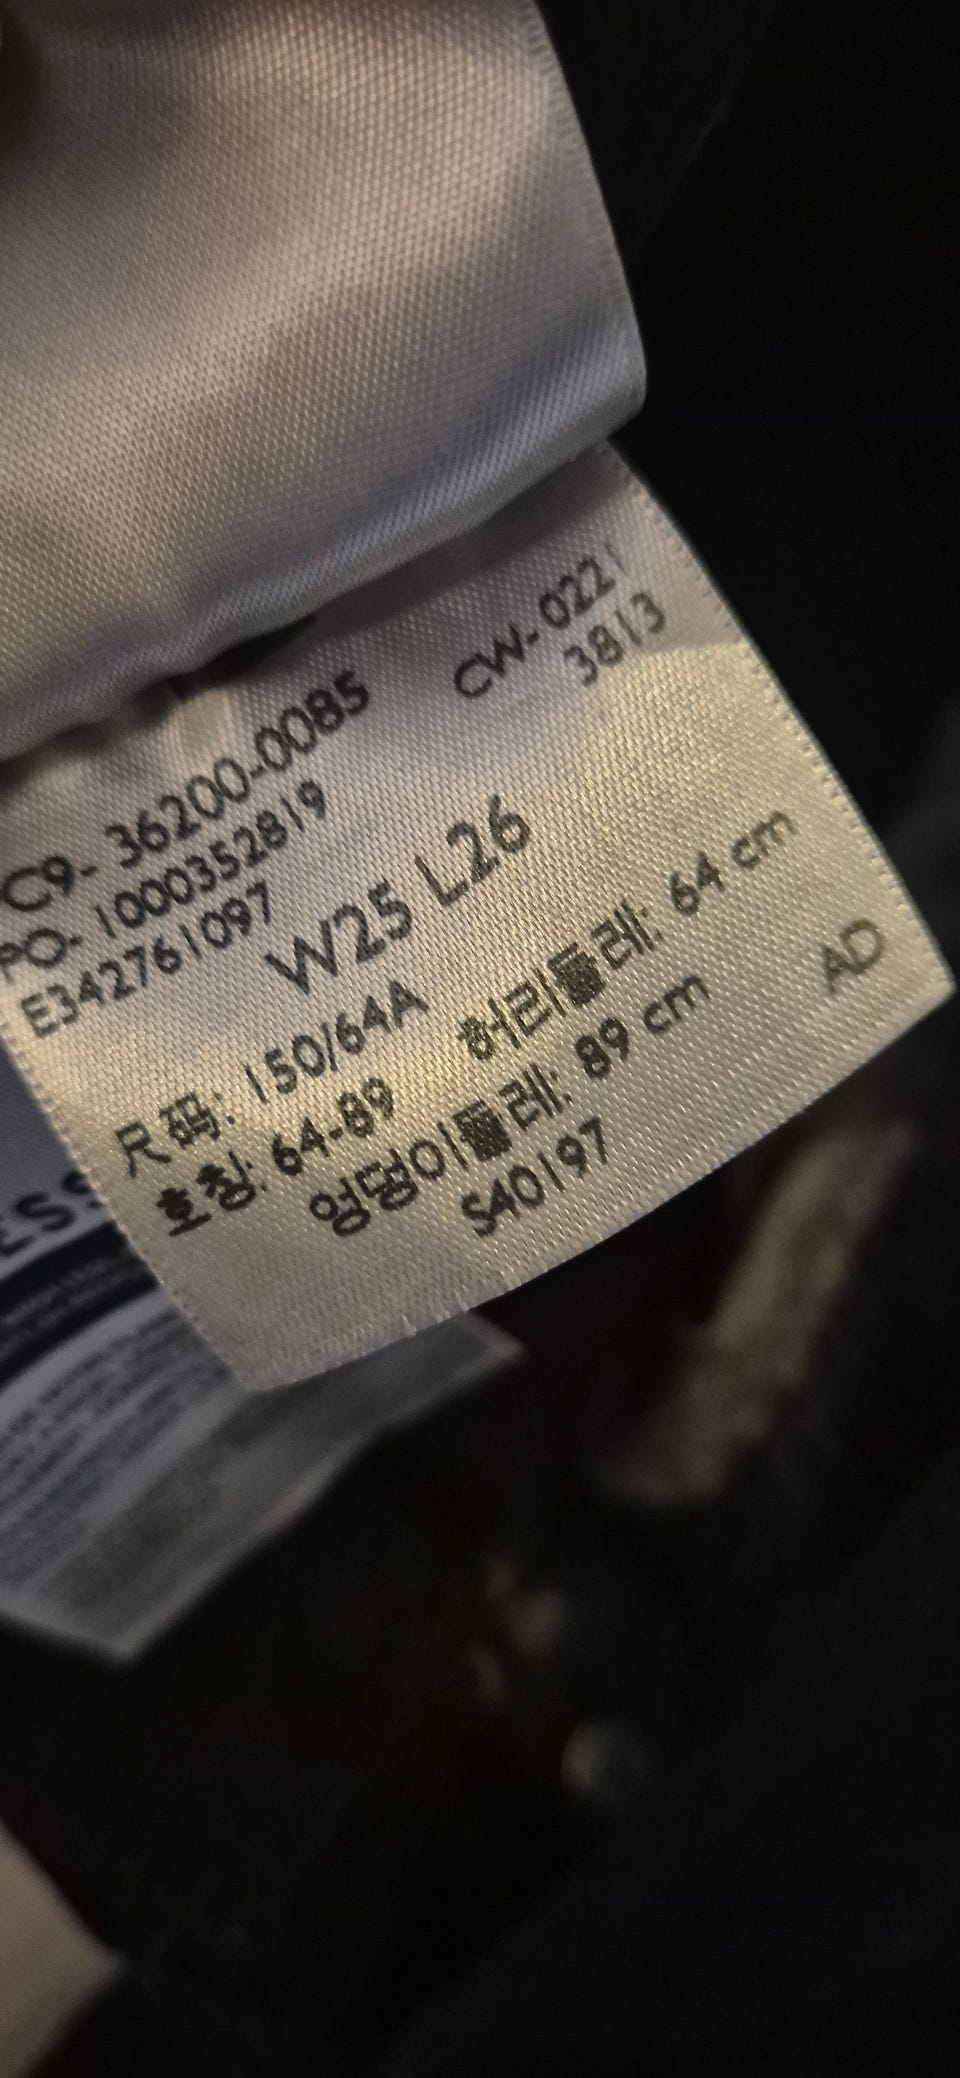 C9- 36200-0085 CW- 0221
3813
PO- 1000352819
E342761097
W25 L26
尺码: 150/64A 허리둘레: 64 cm
호칭: 64-89 엉덩이둘레: 89 cm
S40197 AD
ESS